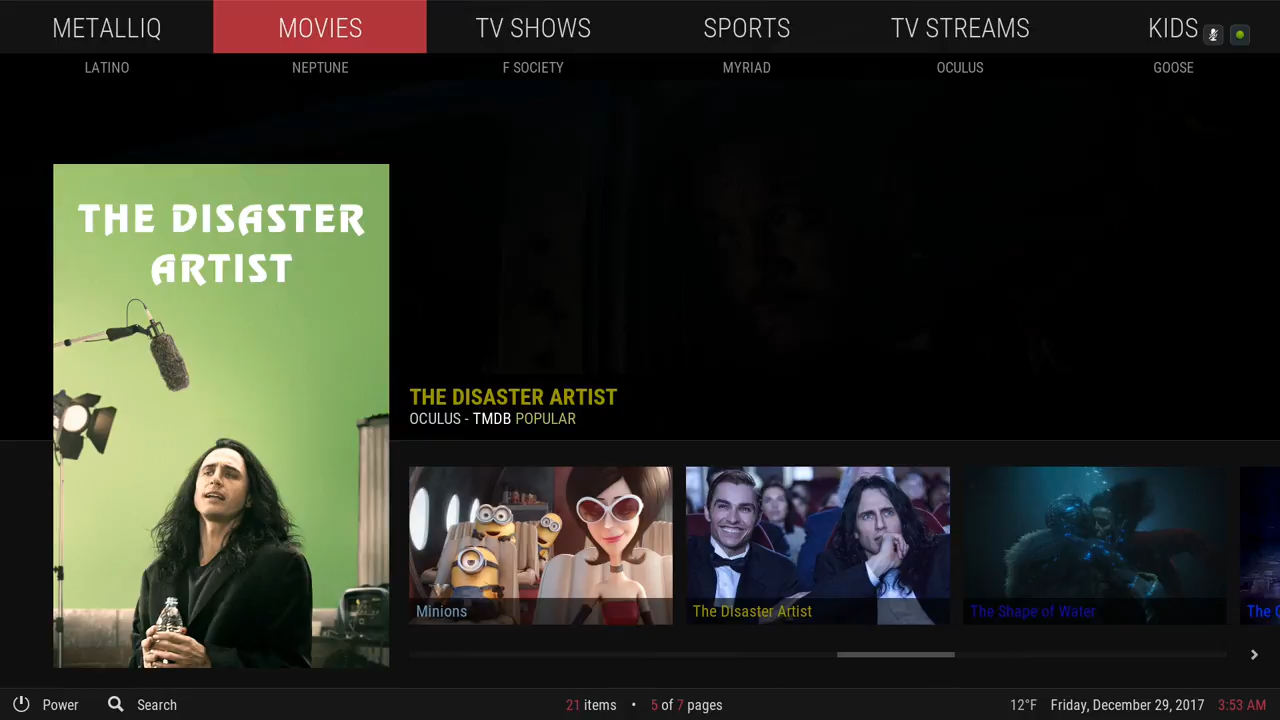 METALLIQ MOVIES TV SHOWS SPORTS TV STREAMS KIDS
LATINO NEPTUNE F SOCIETY MYRIAD OCULUS GOOSE
THE DISASTER
ARTIST
THE DISASTER ARTIST
OCULUS - TMDB POPULAR
Minions The Disaster Artist The Shape of Water The
Power Search 21 items • 5 of 7 pages 12°F Friday, December 29, 2017 3:53 AM